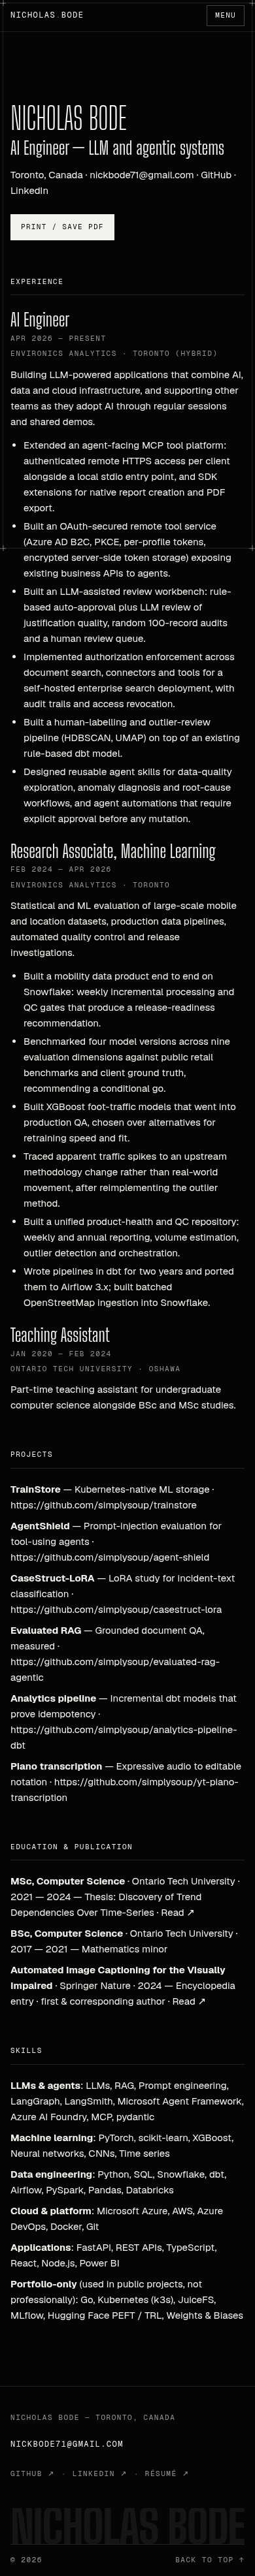 NICHOLAS.BODE
MENU
NICHOLAS BODE
AI Engineer — LLM and agentic systems
Toronto, Canada · nickbode71@gmail.com · GitHub ·
LinkedIn
PRINT / SAVE PDF
EXPERIENCE
AI Engineer
APR 2026 — PRESENT
ENVIRONICS ANALYTICS · TORONTO (HYBRID)
Building LLM-powered applications that combine AI,
data and cloud infrastructure, and supporting other
teams as they adopt AI through regular sessions
and shared demos.
• Extended an agent-facing MCP tool platform:
authenticated remote HTTPS access per client
alongside a local stdio entry point, and SDK
extensions for native report creation and PDF
export.
• Built an OAuth-secured remote tool service
(Azure AD B2C, PKCE, per-profile tokens,
encrypted server-side token storage) exposing
existing business APIs to agents.
• Built an LLM-assisted review workbench: rule-
based auto-approval plus LLM review of
justification quality, random 100-record audits
and a human review queue.
• Implemented authorization enforcement across
document search, connectors and tools for a
self-hosted enterprise search deployment, with
audit trails and access revocation.
• Built a human-labelling and outlier-review
pipeline (HDBSCAN, UMAP) on top of an existing
rule-based dbt model.
• Designed reusable agent skills for data-quality
exploration, anomaly diagnosis and root-cause
workflows, and agent automations that require
explicit approval before any mutation.
Research Associate, Machine Learning
FEB 2024 — APR 2026
ENVIRONICS ANALYTICS · TORONTO
Statistical and ML evaluation of large-scale mobile
and location datasets, production data pipelines,
automated quality control and release
investigations.
• Built a mobility data product end to end on
Snowflake: weekly incremental processing and
QC gates that produce a release-readiness
recommendation.
• Benchmarked four model versions across nine
evaluation dimensions against public retail
benchmarks and client ground truth,
recommending a conditional go.
• Built XGBoost foot-traffic models that went into
production QA, chosen over alternatives for
retraining speed and fit.
• Traced apparent traffic spikes to an upstream
methodology change rather than real-world
movement, after reimplementing the outlier
method.
• Built a unified product-health and QC repository:
weekly and annual reporting, volume estimation,
outlier detection and orchestration.
• Wrote pipelines in dbt for two years and ported
them to Airflow 3.x; built batched
OpenStreetMap ingestion into Snowflake.
Teaching Assistant
JAN 2020 — FEB 2024
ONTARIO TECH UNIVERSITY · OSHAWA
Part-time teaching assistant for undergraduate
computer science alongside BSc and MSc studies.
PROJECTS
TrainStore — Kubernetes-native ML storage ·
https://github.com/simplysoup/trainstore
AgentShield — Prompt-injection evaluation for
tool-using agents ·
https://github.com/simplysoup/agent-shield
CaseStruct-LoRA — LoRA study for incident-text
classification ·
https://github.com/simplysoup/casestruct-lora
Evaluated RAG — Grounded document QA,
measured ·
https://github.com/simplysoup/evaluated-rag-
agentic
Analytics pipeline — Incremental dbt models that
prove idempotency ·
https://github.com/simplysoup/analytics-pipeline-
dbt
Piano transcription — Expressive audio to editable
notation · https://github.com/simplysoup/yt-piano-
transcription
EDUCATION & PUBLICATION
MSc, Computer Science · Ontario Tech University ·
2021 — 2024 — Thesis: Discovery of Trend
Dependencies Over Time-Series · Read ↗
BSc, Computer Science · Ontario Tech University ·
2017 — 2021 — Mathematics minor
Automated Image Captioning for the Visually
Impaired · Springer Nature · 2024 — Encyclopedia
entry · first & corresponding author · Read ↗
SKILLS
LLMs & agents: LLMs, RAG, Prompt engineering,
LangGraph, LangSmith, Microsoft Agent Framework,
Azure AI Foundry, MCP, pydantic
Machine learning: PyTorch, scikit-learn, XGBoost,
Neural networks, CNNs, Time series
Data engineering: Python, SQL, Snowflake, dbt,
Airflow, PySpark, Pandas, Databricks
Cloud & platform: Microsoft Azure, AWS, Azure
DevOps, Docker, Git
Applications: FastAPI, REST APIs, TypeScript,
React, Node.js, Power BI
Portfolio-only (used in public projects, not
professionally): Go, Kubernetes (k3s), JuiceFS,
MLflow, Hugging Face PEFT / TRL, Weights & Biases
NICHOLAS BODE — TORONTO, CANADA
NICKBODE71@GMAIL.COM
GITHUB ↗ · LINKEDIN ↗ · RÉSUMÉ ↗
NICHOLAS BODE
© 2026
BACK TO TOP ↑